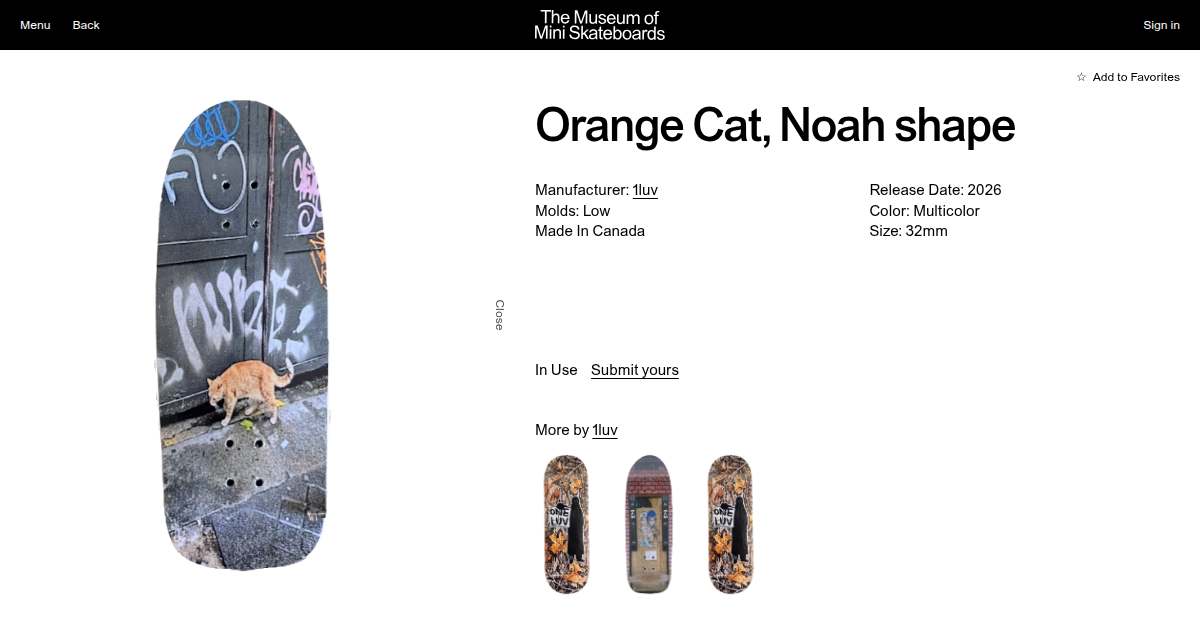 Menu
Back
The Museum of
Mini Skateboards
Sign in
☆ Add to Favorites
Orange Cat, Noah shape
Manufacturer: 1luv
Molds: Low
Made In Canada
Release Date: 2026
Color: Multicolor
Size: 32mm
Close
In Use
Submit yours
More by 1luv
ONE
LUV
ONE
LUV